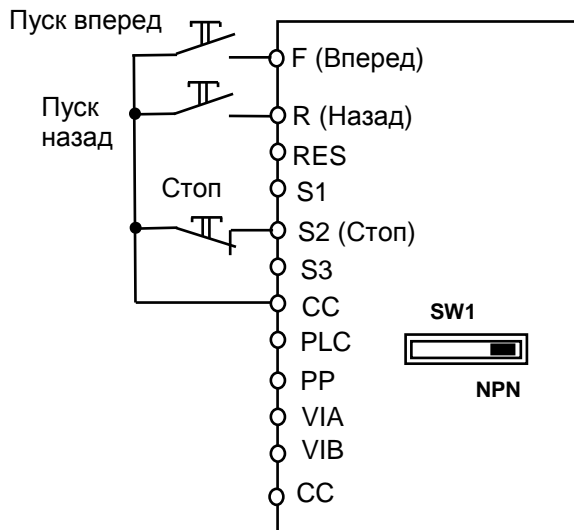 Пуск вперед
F (Вперед)
Пуск
назад
R (Назад)
RES
S1
Стоп
S2 (Стоп)
S3
CC
SW1
PLC
PP
NPN
VIA
VIB
CC